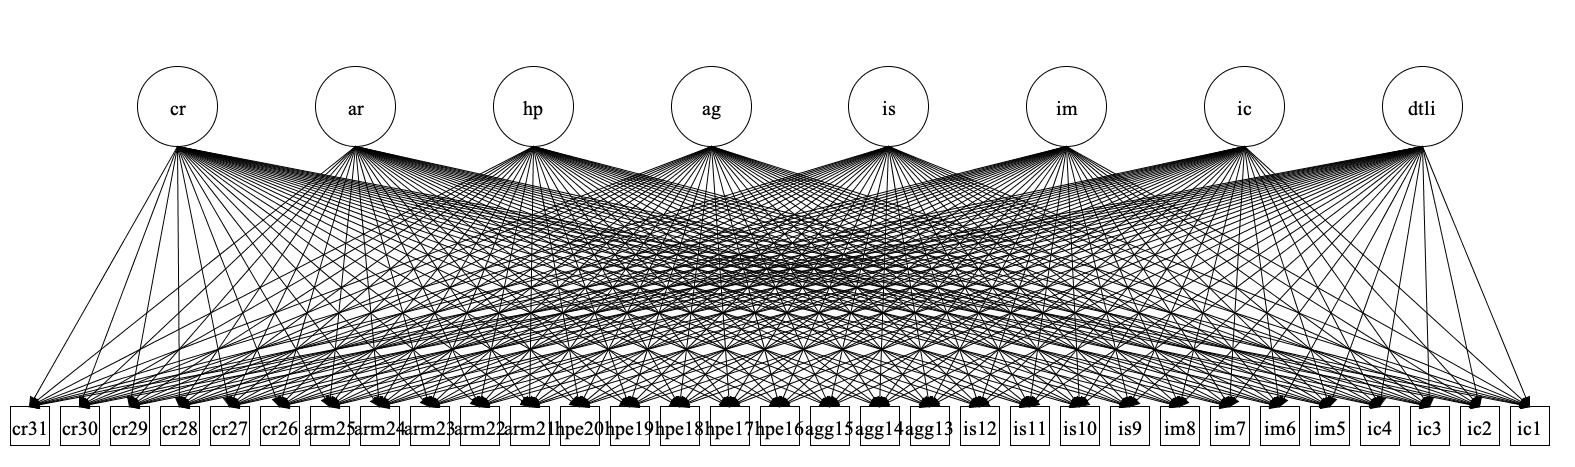 cr ar hp ag is im ic dtli
cr31 cr30 cr29 cr28 cr27 cr26 arm25 arm24 arm23 arm22 arm21 hpe20 hpe19 hpe18 hpe17 hpe16 agg15 agg14 agg13 is12 is11 is10 is9 im8 im7 im6 im5 ic4 ic3 ic2 ic1